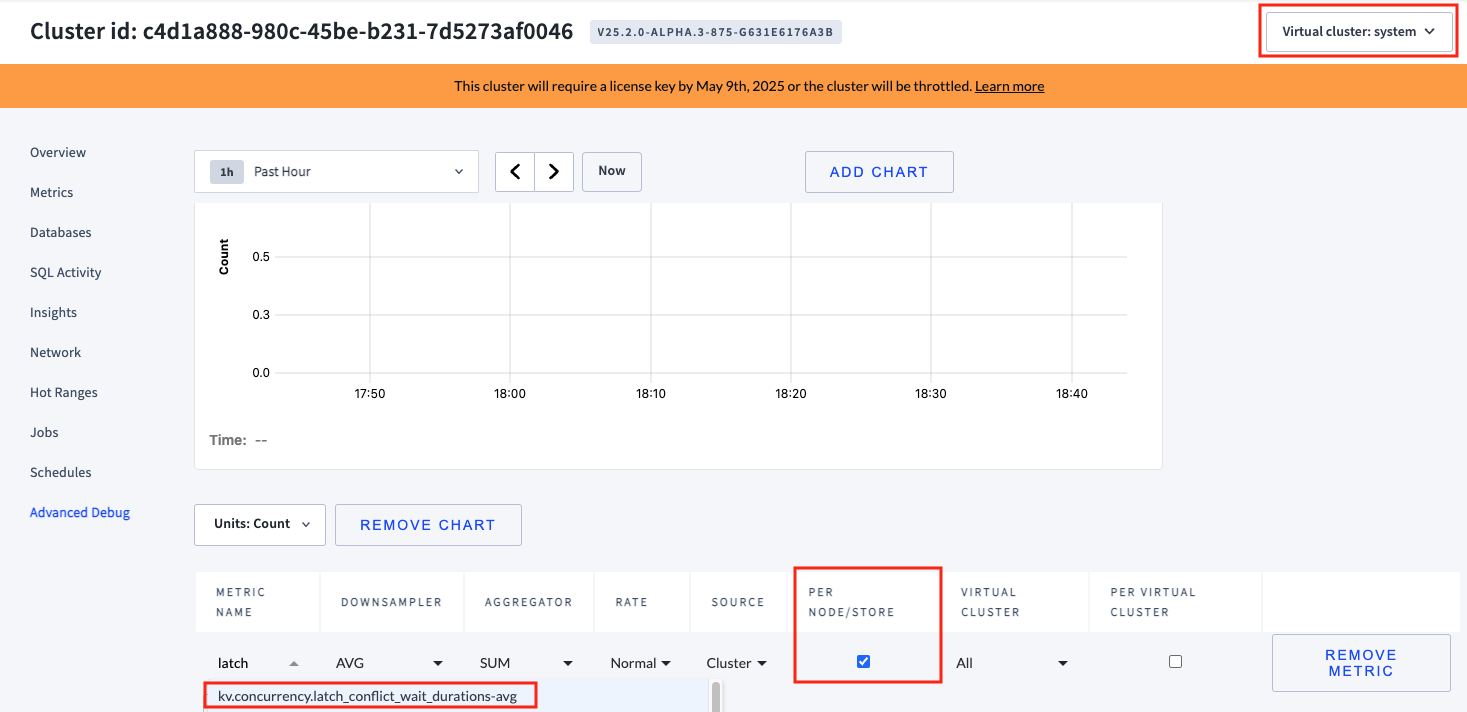 Cluster id: c4d1a888-980c-45be-b231-7d5273af0046 V25.2.0-ALPHA.3-875-G631E6176A3B Virtual cluster: system
This cluster will require a license key by May 9th, 2025 or the cluster will be throttled. Learn more
Overview
Metrics
Databases
SQL Activity
Insights
Network
Hot Ranges
Jobs
Schedules
Advanced Debug
1h Past Hour Now ADD CHART
Count
0.5
0.3
0.0
17:50 18:00 18:10 18:20 18:30 18:40
Time: --
Units: Count REMOVE CHART
METRIC NAME DOWNSAMPLER AGGREGATOR RATE SOURCE PER NODE/STORE VIRTUAL CLUSTER PER VIRTUAL CLUSTER
latch AVG SUM Normal Cluster All REMOVE METRIC
kv.concurrency.latch_conflict_wait_durations-avg